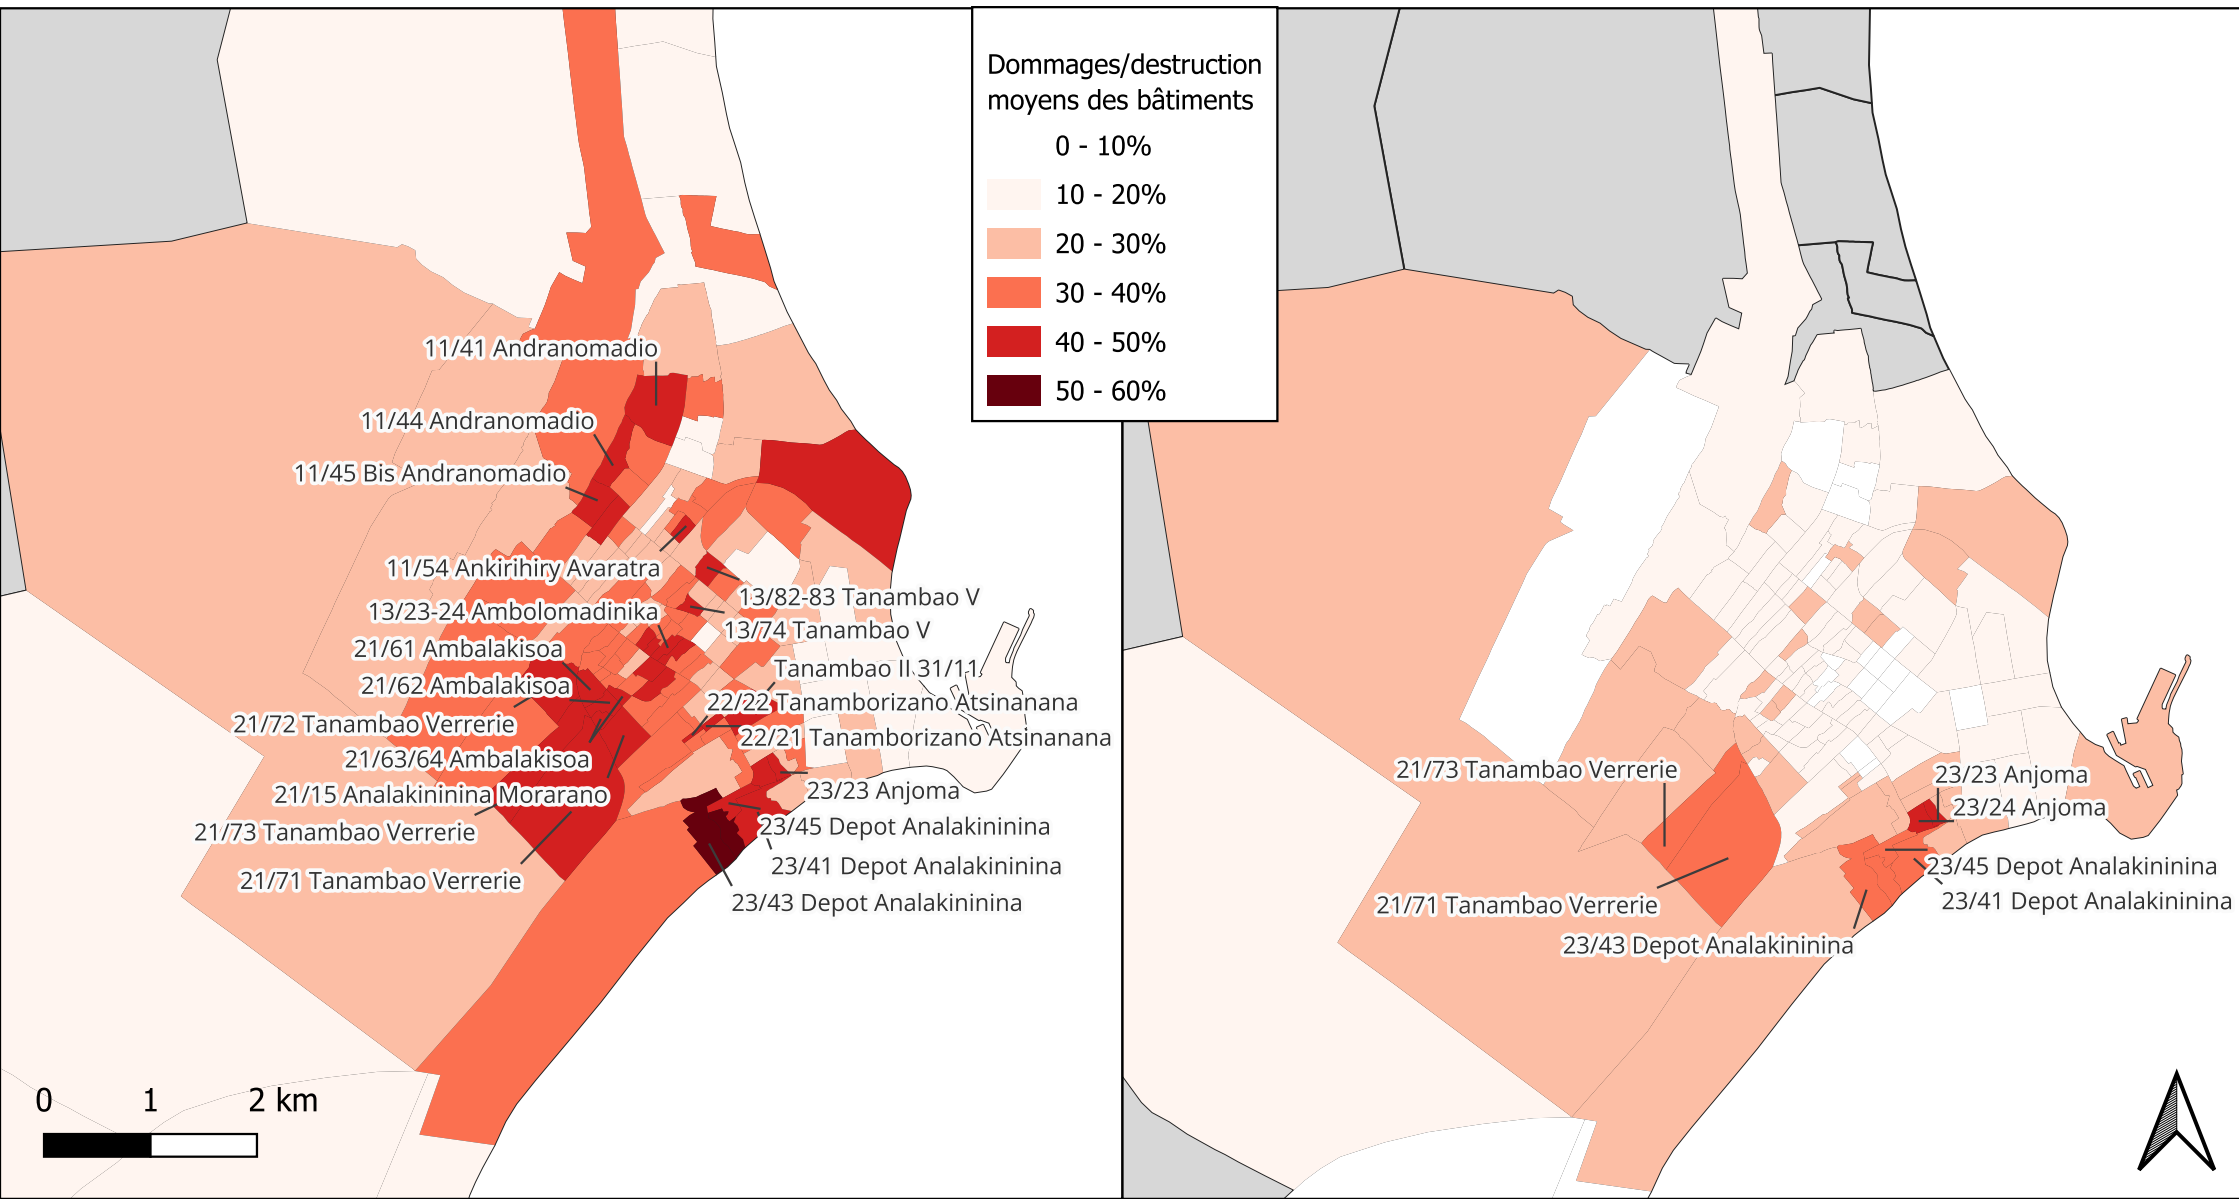 Dommages/destruction
moyens des bâtiments
0 - 10%
10 - 20%
20 - 30%
30 - 40%
40 - 50%
50 - 60%
11/41 Andranomadio
11/44 Andranomadio
11/45 Bis Andranomadio
11/54 Ankirihiry Avaratra
13/82-83 Tanambao V
13/23-24 Ambolomadinika
13/74 Tanambao V
21/61 Ambalakisoa
Tanambao II 31/11
21/62 Ambalakisoa
22/22 Tanamborizano Atsinanana
21/72 Tanambao Verrerie
22/21 Tanamborizano Atsinanana
21/63/64 Ambalakisoa
21/15 Analakininina Morarano
23/23 Anjoma
21/73 Tanambao Verrerie
23/45 Depot Analakininina
23/41 Depot Analakininina
21/71 Tanambao Verrerie
23/43 Depot Analakininina
0 1 2 km
21/73 Tanambao Verrerie
23/23 Anjoma
23/24 Anjoma
23/45 Depot Analakininina
23/41 Depot Analakininina
21/71 Tanambao Verrerie
23/43 Depot Analakininina